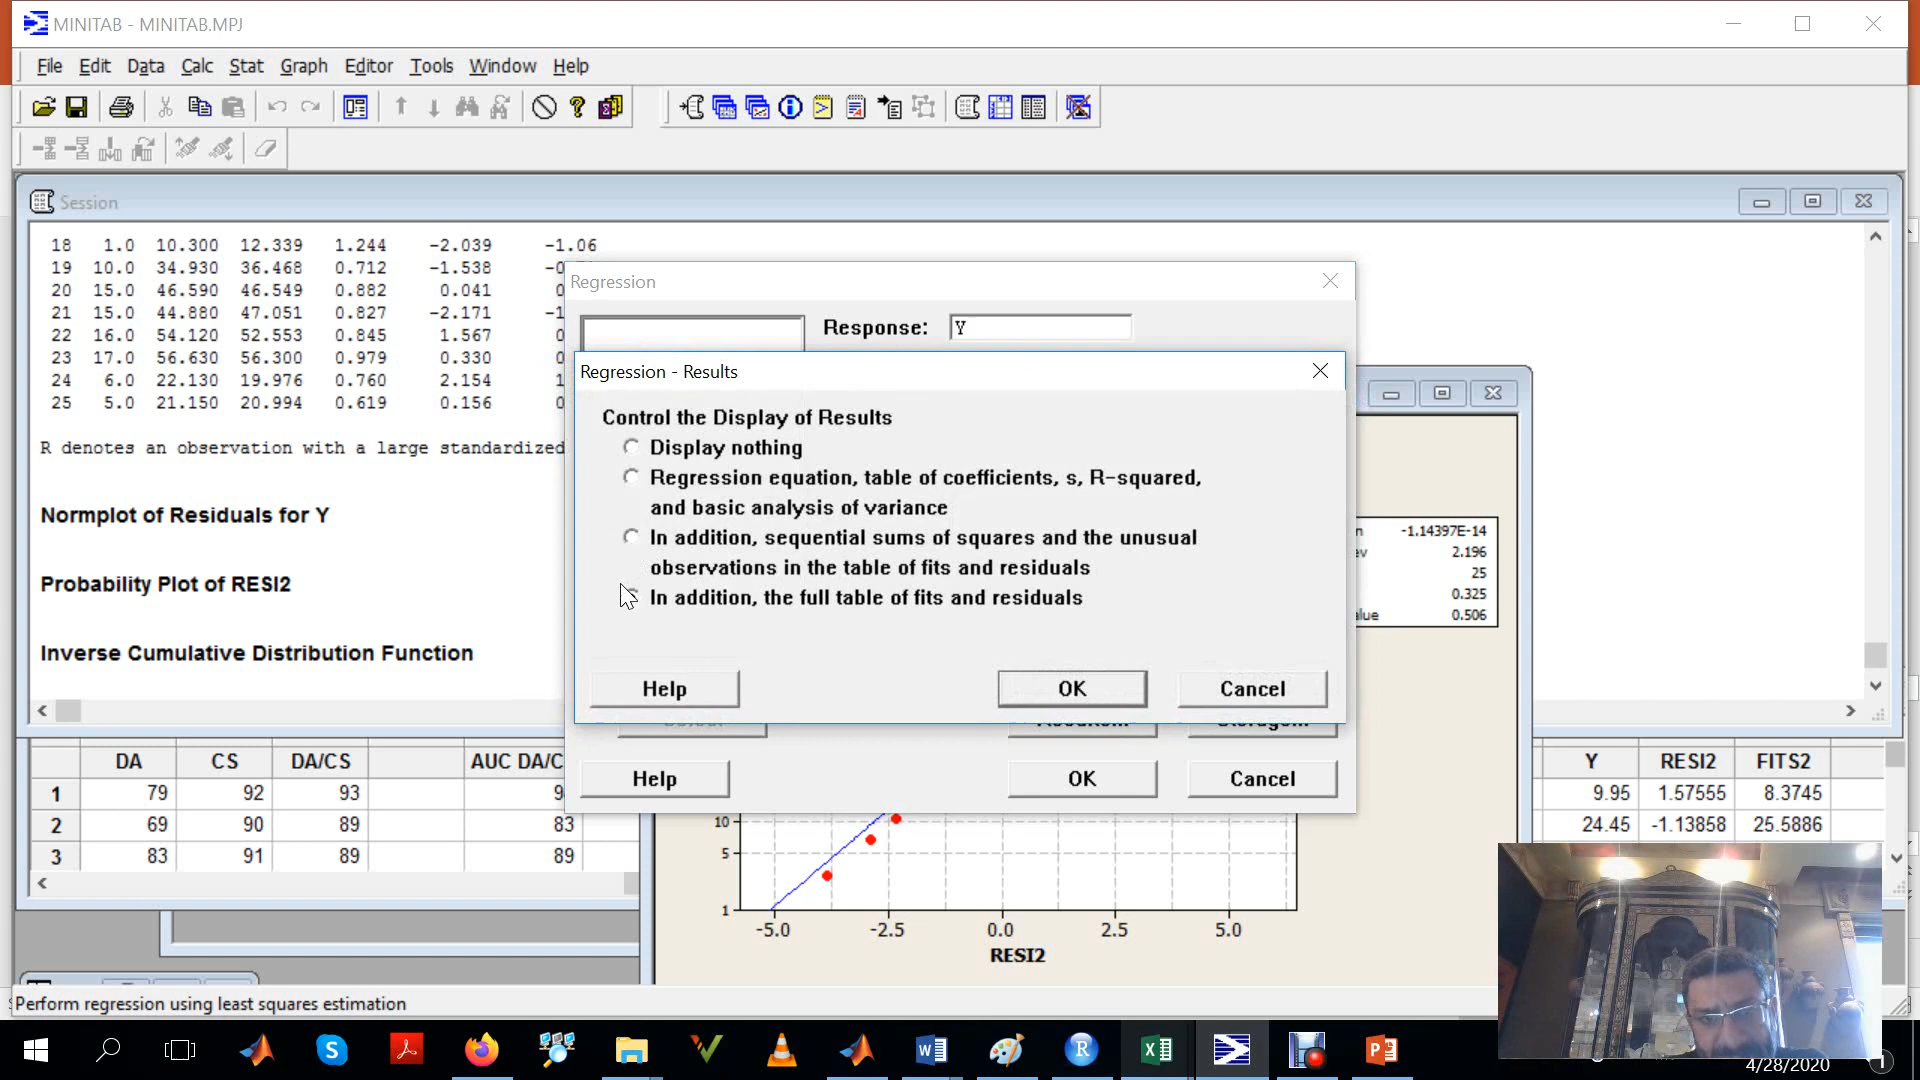 MINITAB - MINITAB.MPJ
File Edit Data Calc Stat Graph Editor Tools Window Help
Session
18 1.0 10.300 12.339 1.244 -2.039 -1.06
19 10.0 34.930 36.468 0.712 -1.538
20 15.0 46.590 46.549 0.882 0.041
21 15.0 44.880 47.051 0.827 -2.171
22 16.0 54.120 52.553 0.845 1.567
23 17.0 56.630 56.300 0.979 0.330
24 6.0 22.130 19.976 0.760 2.154
25 5.0 21.150 20.994 0.619 0.156
R denotes an observation with a large standardized
Normplot of Residuals for Y
Probability Plot of RESI2
Inverse Cumulative Distribution Function
Regression
Response: Y
Regression - Results
Control the Display of Results
Display nothing
Regression equation, table of coefficients, s, R-squared,
and basic analysis of variance
In addition, sequential sums of squares and the unusual
observations in the table of fits and residuals
In addition, the full table of fits and residuals
Help OK Cancel
Help OK Cancel
-1.14397E-14
2.196
25
0.325
0.506
DA CS DA/CS AUC DA/C
1 79 92 93
2 69 90 89 83
3 83 91 89 89
Y RESI2 FITS2
9.95 1.57555 8.3745
24.45 -1.13858 25.5886
10
5
1
-5.0 -2.5 0.0 2.5 5.0
RESI2
Perform regression using least squares estimation
4/28/2020